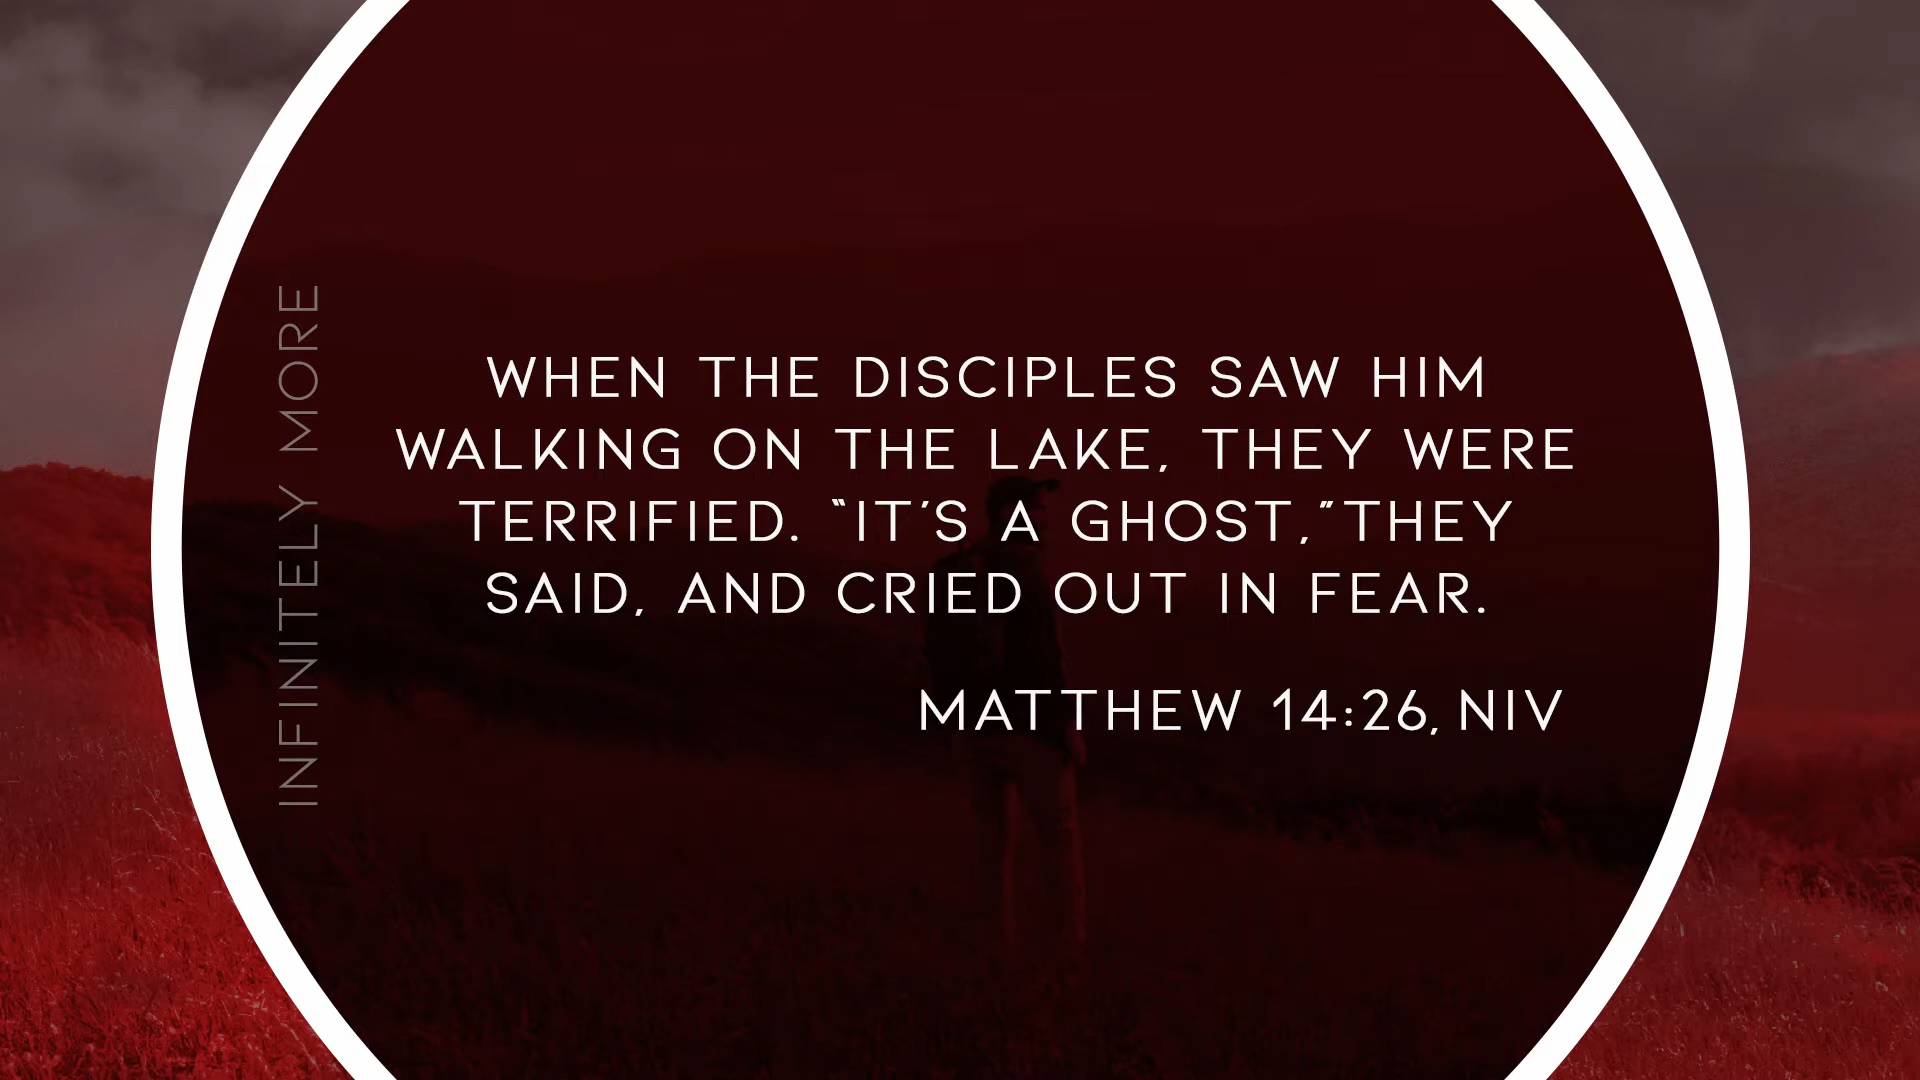 INFINITELY MORE
WHEN THE DISCIPLES SAW HIM
WALKING ON THE LAKE, THEY WERE
TERRIFIED. “IT’S A GHOST,”THEY
SAID, AND CRIED OUT IN FEAR.
MATTHEW 14:26, NIV